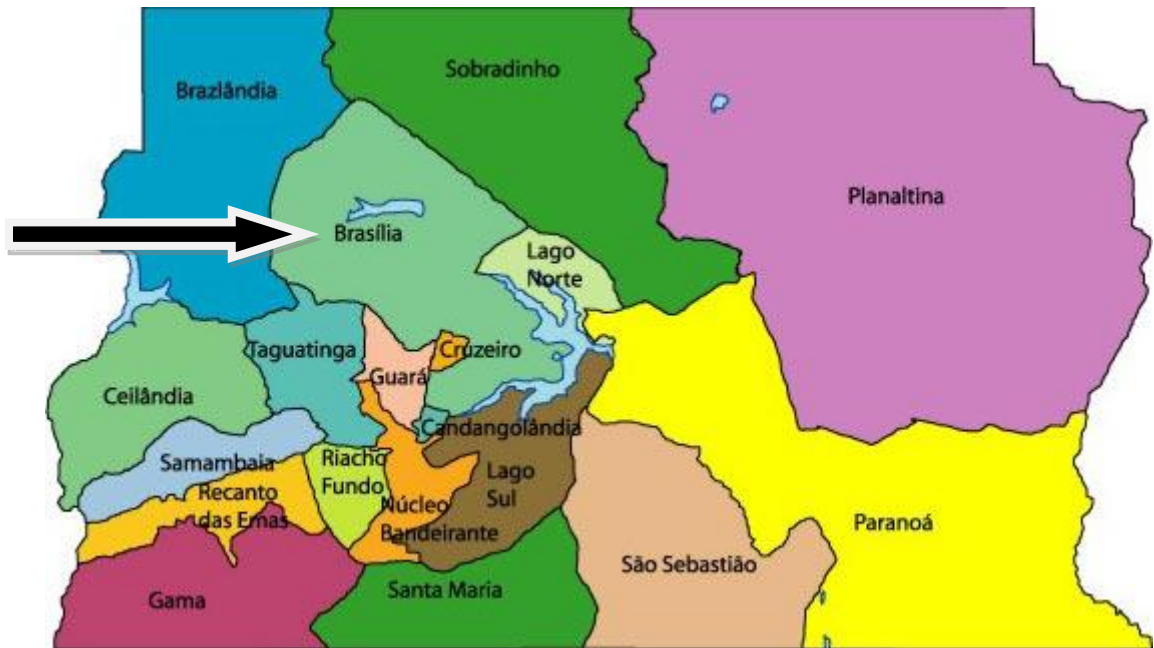 Sobradinho
Brazlândia
Planaltina
Brasília
Lago
Norte
Taguatinga
Cruzeiro
Guará
Ceilândia
Candangolândia
Samambaia
Riacho
Fundo
Lago
Sul
Recanto
das Emas
Núcleo
Bandeirante
Paranoá
São Sebastião
Santa Maria
Gama